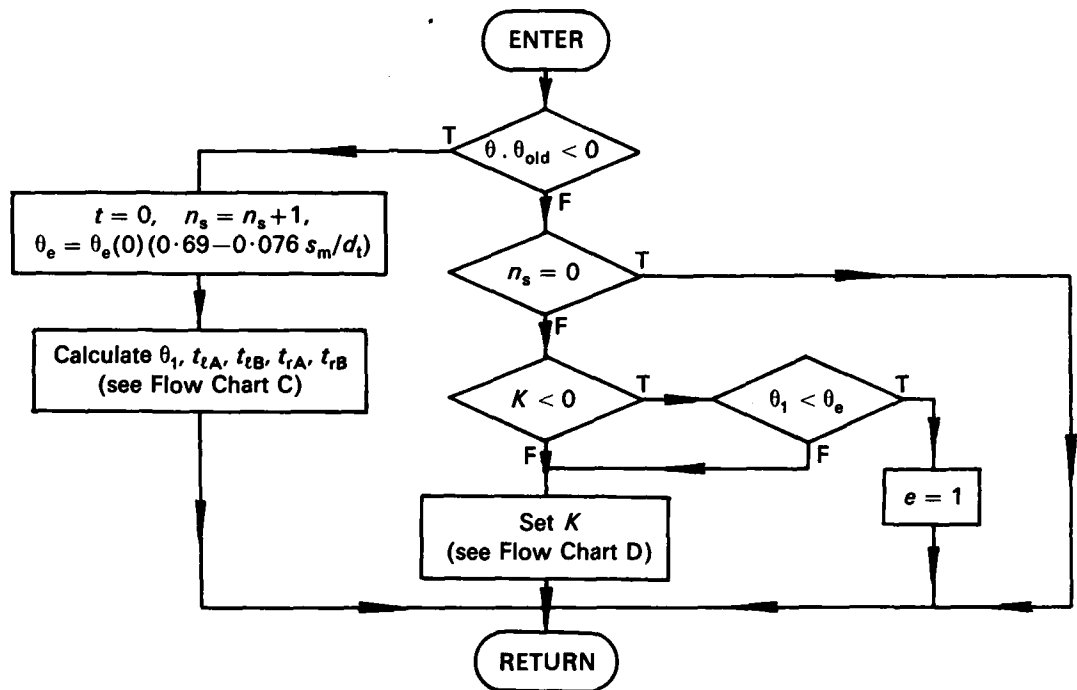 ENTER
T
θ . θold < 0
F
t = 0, ns = ns+1,
θe = θe(0)(0·69−0·076 sm/dt)
ns = 0
T
F
Calculate θ1, tℓA, tℓB, trA, trB
(see Flow Chart C)
K < 0
T
θ1 < θe
T
F
F
e = 1
Set K
(see Flow Chart D)
RETURN